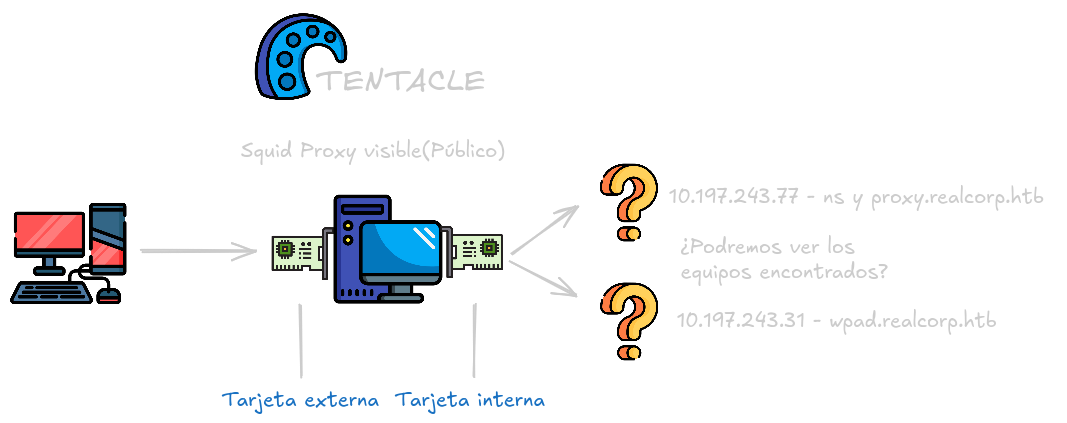 TENTACLE
Squid Proxy visible(Público)
10.197.243.77 - ns y proxy.realcorp.htb
¿Podremos ver los
equipos encontrados?
10.197.243.31 - wpad.realcorp.htb
Tarjeta externa
Tarjeta interna